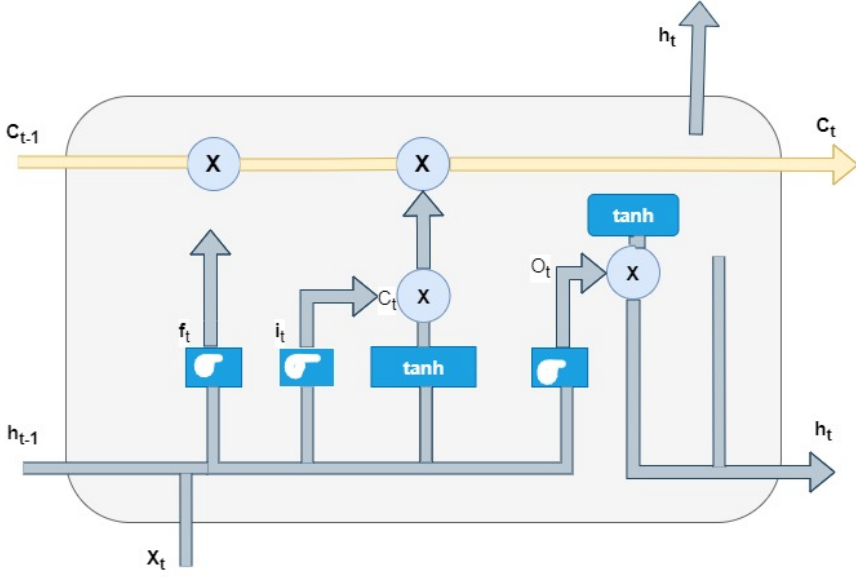 hₜ
Cₜ₋₁
Cₜ
X
X
tanh
Oₜ
X
Cₜ
X
fₜ
iₜ
tanh
hₜ₋₁
hₜ
Xₜ